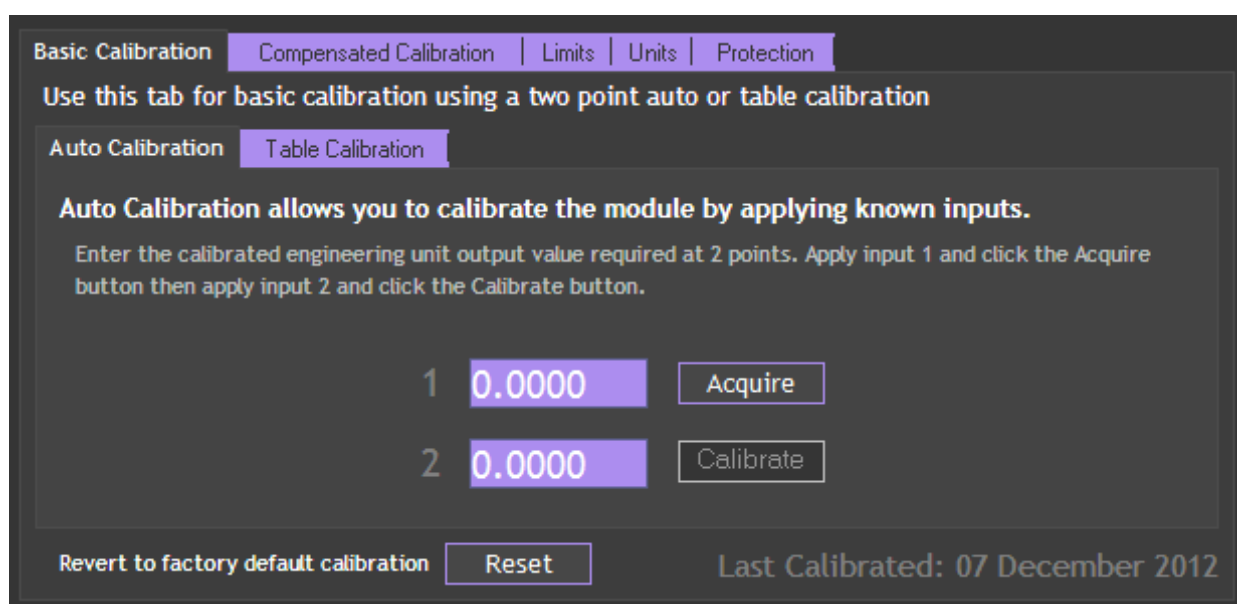 Basic Calibration Compensated Calibration Limits Units Protection
Use this tab for basic calibration using a two point auto or table calibration
Auto Calibration Table Calibration
Auto Calibration allows you to calibrate the module by applying known inputs.
Enter the calibrated engineering unit output value required at 2 points. Apply input 1 and click the Acquire
button then apply input 2 and click the Calibrate button.
1 0.0000 Acquire
2 0.0000 Calibrate
Revert to factory default calibration Reset Last Calibrated: 07 December 2012